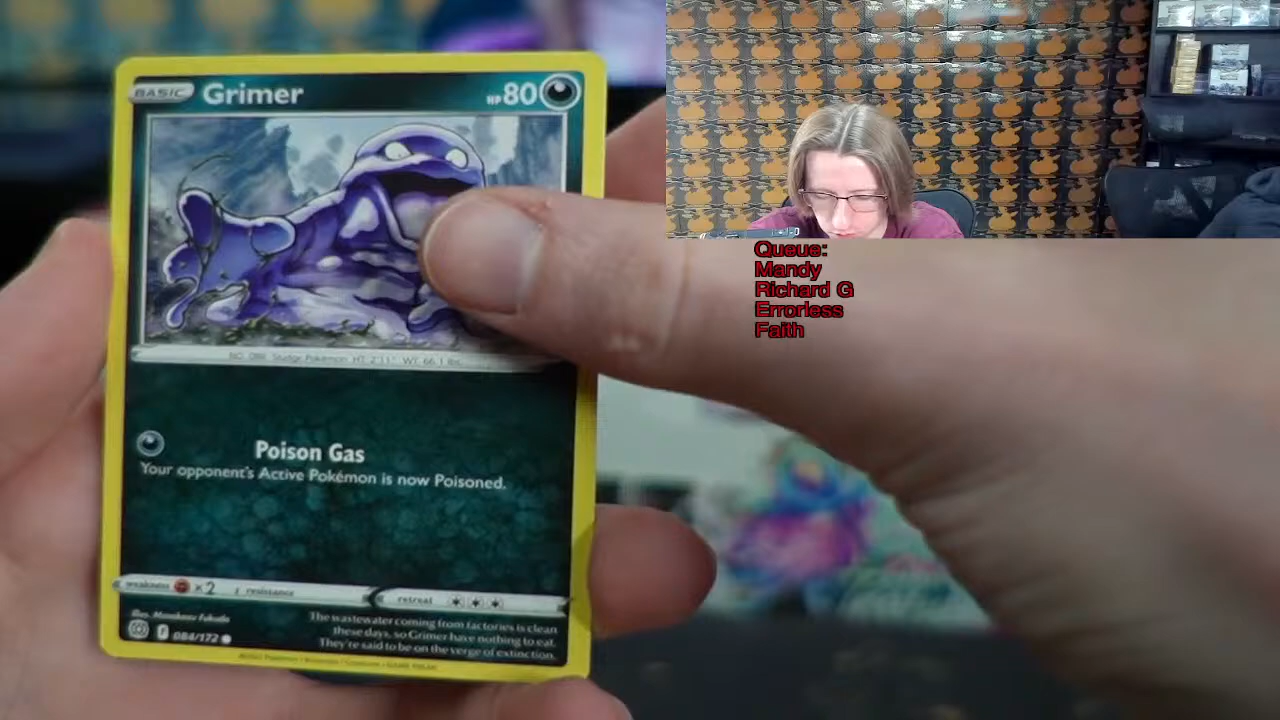 BASIC Grimer HP 80
NO. 088 Sludge Pokémon HT: 2'11" WT: 66.1 lbs.
Poison Gas
Your opponent's Active Pokémon is now Poisoned.
weakness ×2 resistance retreat
Illus. Masakazu Fukuda
F 084/172
The wastewater coming from factories is clean
these days, so Grimer have nothing to eat.
They're said to be on the verge of extinction.
Queue:
Mandy
Richard G
Errorless
Faith